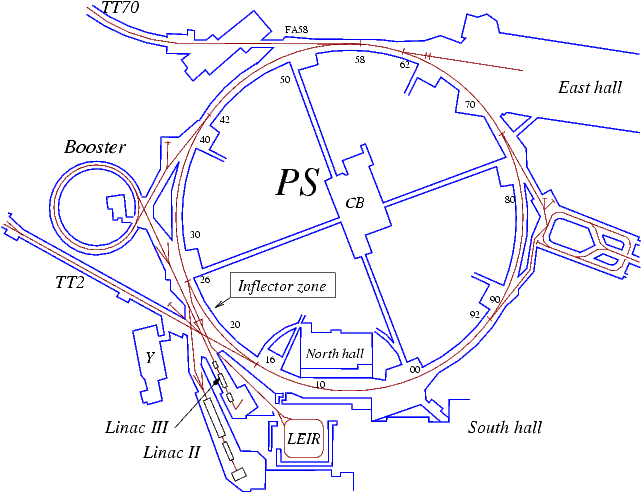 TT70
FA58
58
62
50
East hall
70
42
40
Booster
PS
CB
80
30
TT2
26
Inflector zone
90
20
92
Y
16
North hall
00
10
Linac III
South hall
LEIR
Linac II